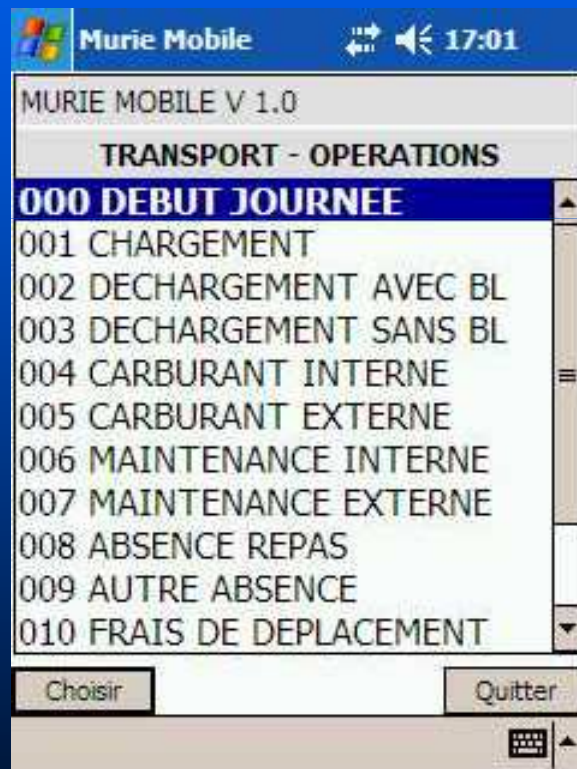 Murie Mobile 17:01
MURIE MOBILE V 1.0
TRANSPORT - OPERATIONS
000 DEBUT JOURNEE
001 CHARGEMENT
002 DECHARGEMENT AVEC BL
003 DECHARGEMENT SANS BL
004 CARBURANT INTERNE
005 CARBURANT EXTERNE
006 MAINTENANCE INTERNE
007 MAINTENANCE EXTERNE
008 ABSENCE REPAS
009 AUTRE ABSENCE
010 FRAIS DE DEPLACEMENT
Choisir Quitter